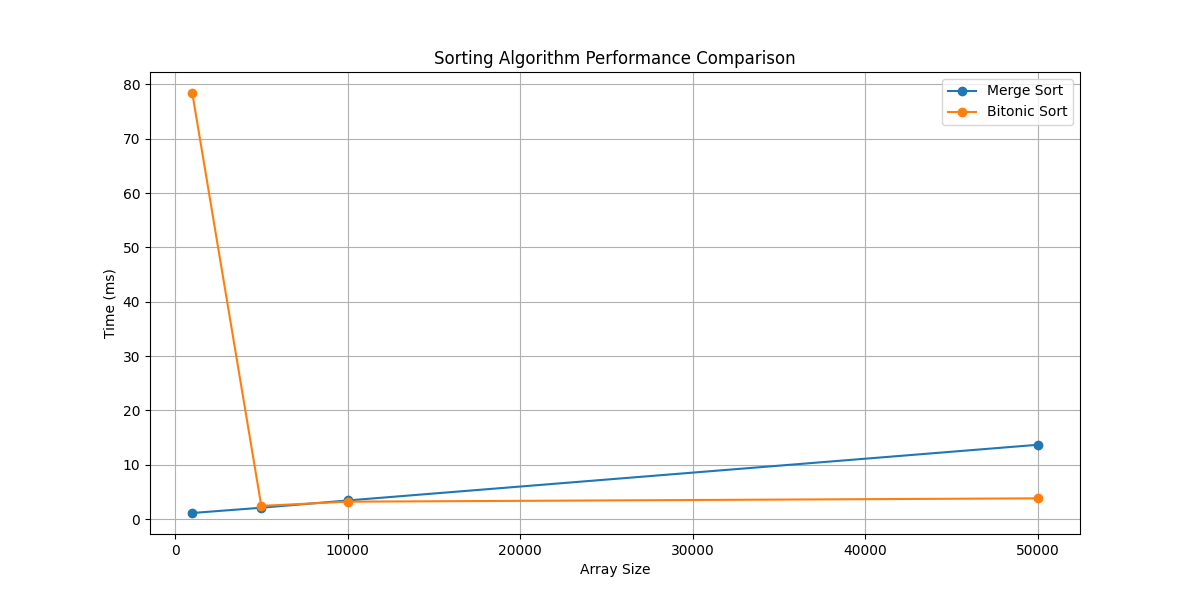 Sorting Algorithm Performance Comparison
Merge Sort
Bitonic Sort
Time (ms)
80
70
60
50
40
30
20
10
0
0 10000 20000 30000 40000 50000
Array Size